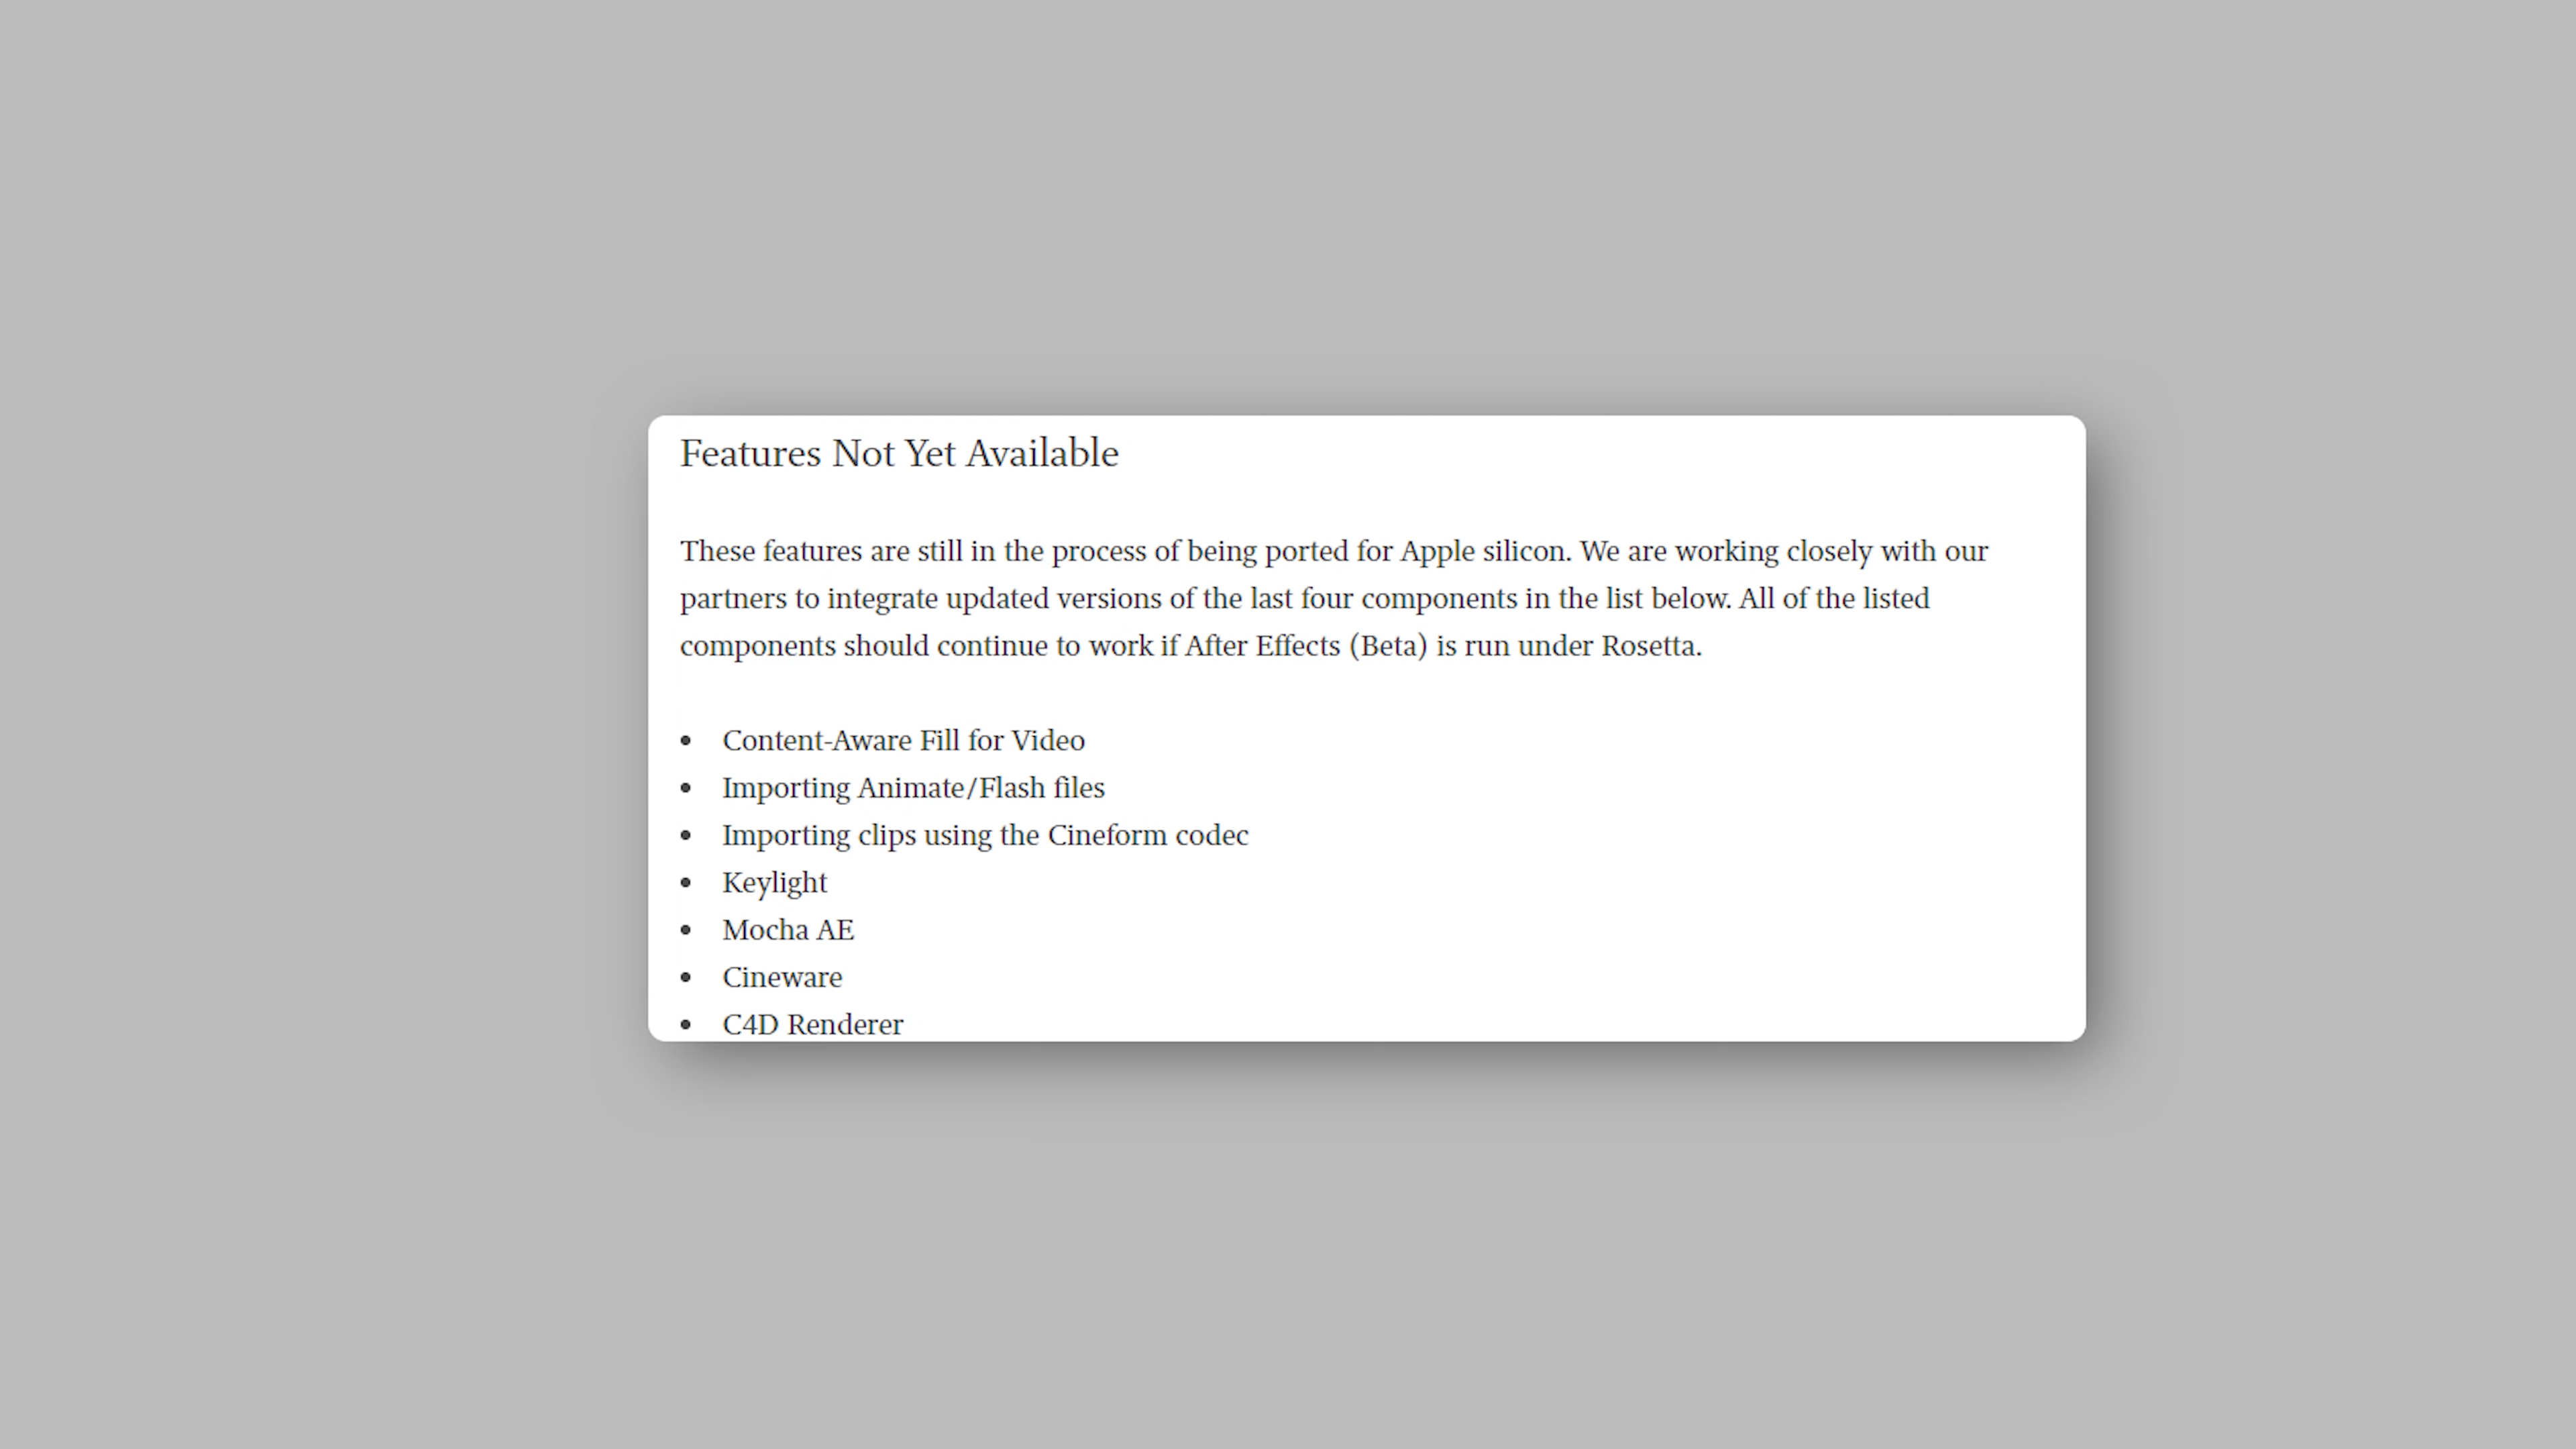 Features Not Yet Available
These features are still in the process of being ported for Apple silicon. We are working closely with our
partners to integrate updated versions of the last four components in the list below. All of the listed
components should continue to work if After Effects (Beta) is run under Rosetta.
• Content-Aware Fill for Video
• Importing Animate/Flash files
• Importing clips using the Cineform codec
• Keylight
• Mocha AE
• Cineware
• C4D Renderer